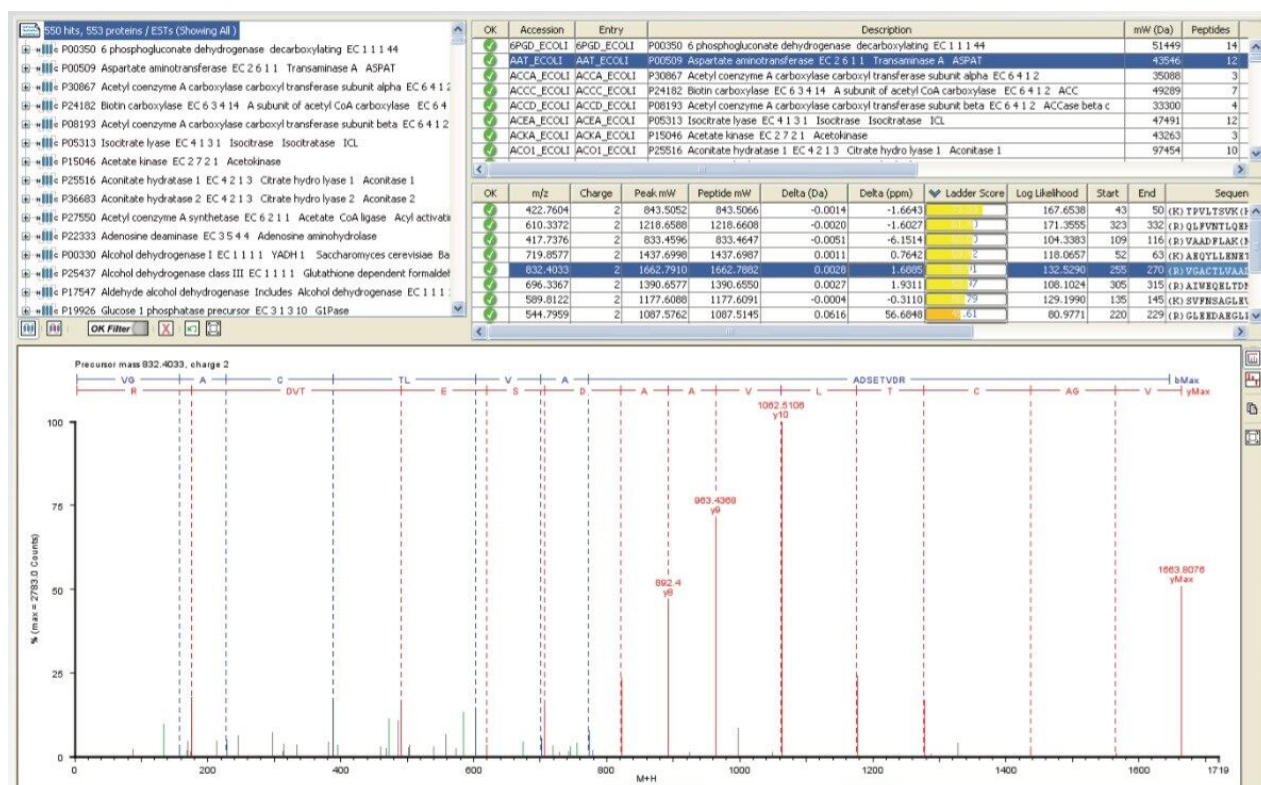 550 hits, 553 proteins / ESTs (Showing All )
P00350 6 phosphogluconate dehydrogenase decarboxylating EC 1 1 1 44
P00509 Aspartate aminotransferase EC 2 6 1 1 Transaminase A ASPAT
P30867 Acetyl coenzyme A carboxylase carboxyl transferase subunit alpha EC 6 4 1 2
P24182 Biotin carboxylase EC 6 3 4 14 A subunit of acetyl CoA carboxylase EC 6 4
P08193 Acetyl coenzyme A carboxylase carboxyl transferase subunit beta EC 6 4 1 2
P05313 Isocitrate lyase EC 4 1 3 1 Isocitrase Isocitratase ICL
P15046 Acetate kinase EC 2 7 2 1 Acetokinase
P25516 Aconitate hydratase 1 EC 4 2 1 3 Citrate hydro lyase 1 Aconitase 1
P36683 Aconitate hydratase 2 EC 4 2 1 3 Citrate hydro lyase 2 Aconitase 2
P27550 Acetyl coenzyme A synthetase EC 6 2 1 1 Acetate CoA ligase Acyl activati
P22333 Adenosine deaminase EC 3 5 4 4 Adenosine aminohydrolase
P00330 Alcohol dehydrogenase 1 EC 1 1 1 1 YADH 1 Saccharomyces cerevisiae Ba
P25437 Alcohol dehydrogenase class III EC 1 1 1 1 Glutathione dependent formaldeh
P17547 Aldehyde alcohol dehydrogenase Includes Alcohol dehydrogenase EC 1 1 1
P19926 Glucose 1 phosphatase precursor EC 3 1 3 10 G1Pase
OK Filter
OK Accession Entry Description mW (Da) Peptides
6PGD_ECOLI 6PGD_ECOLI P00350 6 phosphogluconate dehydrogenase decarboxylating EC 1 1 1 44 51449 14
AAT_ECOLI AAT_ECOLI P00509 Aspartate aminotransferase EC 2 6 1 1 Transaminase A ASPAT 43546 12
ACCA_ECOLI ACCA_ECOLI P30867 Acetyl coenzyme A carboxylase carboxyl transferase subunit alpha EC 6 4 1 2 35088 3
ACCC_ECOLI ACCC_ECOLI P24182 Biotin carboxylase EC 6 3 4 14 A subunit of acetyl CoA carboxylase EC 6 4 1 2 ACC 49289 7
ACCD_ECOLI ACCD_ECOLI P08193 Acetyl coenzyme A carboxylase carboxyl transferase subunit beta EC 6 4 1 2 ACCase beta c 33300 4
ACEA_ECOLI ACEA_ECOLI P05313 Isocitrate lyase EC 4 1 3 1 Isocitrase Isocitratase ICL 47491 12
ACKA_ECOLI ACKA_ECOLI P15046 Acetate kinase EC 2 7 2 1 Acetokinase 43263 3
ACO1_ECOLI ACO1_ECOLI P25516 Aconitate hydratase 1 EC 4 2 1 3 Citrate hydro lyase 1 Aconitase 1 97454 10
OK m/z Charge Peak mW Peptide mW Delta (Da) Delta (ppm) Ladder Score Log Likelihood Start End Sequen
422.7604 2 843.5052 843.5066 -0.0014 -1.6643 167.6538 43 50 (K)TPVLTSVK(
610.3372 2 1218.6588 1218.6608 -0.0020 -1.6027 171.3555 323 332 (R)QLFVNTLQE
417.7376 2 833.4596 833.4647 -0.0051 -6.1514 104.3383 109 116 (R)VAADFLAK(
719.8577 2 1437.6998 1437.6987 0.0011 0.7642 118.0657 52 63 (K)AEQYLLENET
832.4033 2 1662.7910 1662.7882 0.0028 1.6885 132.5290 255 270 (R)VGACTLVAA
696.3367 2 1390.6577 1390.6550 0.0027 1.9311 108.1024 305 315 (R)AIWEQELTD
589.8122 2 1177.6088 1177.6091 -0.0004 -0.3110 129.1990 135 145 (K)SVFNSAGLE
544.7959 2 1087.5762 1087.5145 0.0616 56.6848 .61 80.9771 220 229 (R)GLEEDAEGL
Precursor mass 832.4033, charge 2
VG A C TL V A ADSETVDR bMax
R DVT E S D A A V L T C AG V yMax
1062.5106
y10
963.4368
y9
892.4
y8
1663.8076
yMax
% (max = 2783.0 Counts)
100
75
50
25
0
0 200 400 600 800 1000 1200 1400 1600 1719
M+H